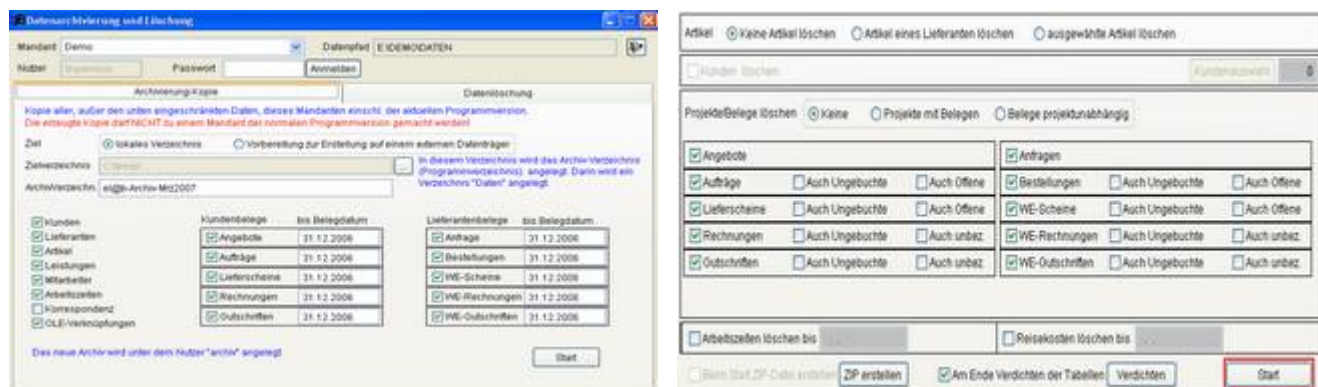 Datenarchivierung und Löschung
Mandant Demo Datenpfad E:\DEMO\DATEN
Nutzer Passwort Anmelden
Archivierung-Kopie Datenlöschung
Kopie aller, außer den unten eingeschränkten Daten, dieses Mandanten einschl. der aktuellen Programmversion.
Die erzeugte Kopie darf NICHT zu einem Mandant der normalen Programmversion gemacht werden!
Ziel lokales Verzeichnis Vorbereitung zur Erstellung auf einem externen Datenträger
Zielverzeichnis ... In diesem Verzeichnis wird das Archiv-Verzeichnis
(Programmverzeichnis) angelegt. Darin wird ein
Verzeichnis "Daten" angelegt.
ArchivVerzeichn.
Kundenbelege bis Belegdatum Lieferantenbelege bis Belegdatum
Kunden
Lieferanten Angebote 31.12.2006 Anfrage 31.12.2006
Artikel
Leistungen Aufträge 31.12.2006 Bestellungen 31.12.2006
Mitarbeiter Lieferscheine 31.12.2006 WE-Scheine 31.12.2006
Arbeitszeiten Rechnungen 31.12.2006 WE-Rechnungen 31.12.2006
Korrespondenz
OLE-Verknüpfungen Gutschriften 31.12.2006 WE-Gutschriften 31.12.2006
Das neue Archiv wird unter dem Nutzer "archiv" angelegt Start
Artikel Keine Artikel löschen Artikel eines Lieferanten löschen ausgewählte Artikel löschen
Kunden löschen Kundenauswahl 0
Projekte/Belege löschen Keine Projekte mit Belegen Belege projektunabhängig
Angebote Anfragen
Aufträge Auch Ungebuchte Auch Offene Bestellungen Auch Ungebuchte Auch Offene
Lieferscheine Auch Ungebuchte Auch Offene WE-Scheine Auch Ungebuchte Auch Offene
Rechnungen Auch Ungebuchte Auch unbez. WE-Rechnungen Auch Ungebuchte Auch unbez.
Gutschriften Auch Ungebuchte Auch unbez. WE-Gutschriften Auch Ungebuchte Auch unbez.
Arbeitszeiten löschen bis Reisekosten löschen bis
Beim Start ZIP-Datei erstellen ZIP erstellen Am Ende Verdichten der Tabellen Verdichten Start